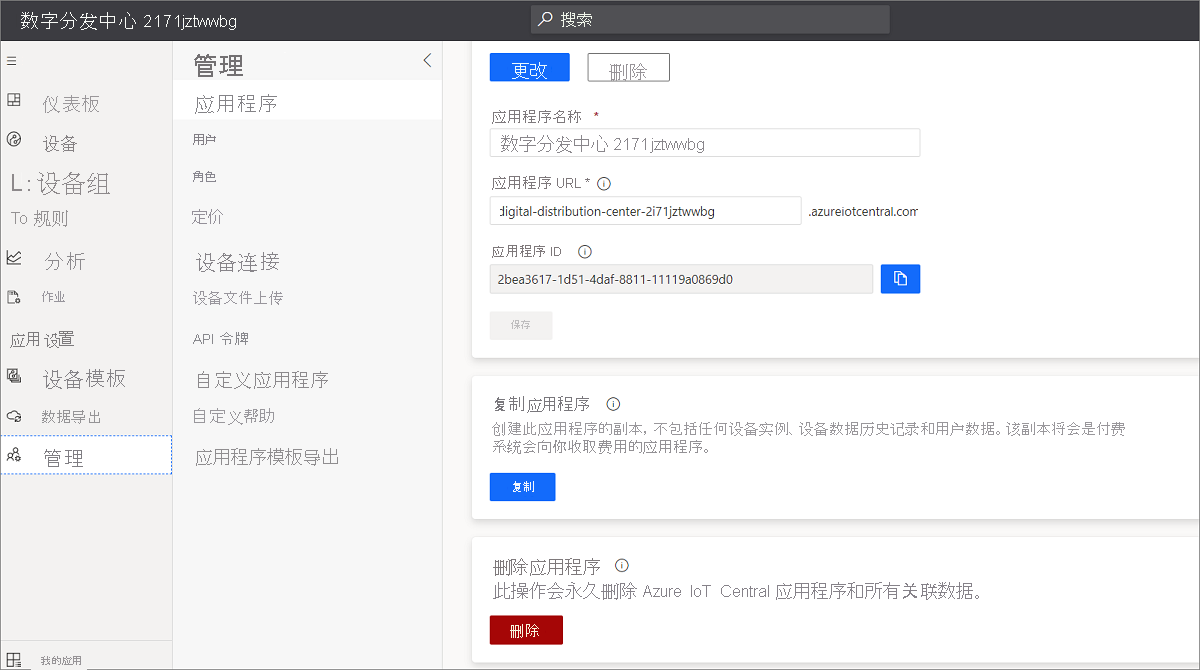 数字分发中心 2171jztwwbg
搜索
仪表板
设备
L: 设备组
To 规则
分析
作业
应用 设置
设备模板
数据导出
管理
我的应用
管理
应用程序
用户
角色
定价
设备连接
设备文件上传
API 令牌
自定义应用程序
自定义帮助
应用程序模板导出
更改
删除
应用程序名称 *
数字分发中心 2171jztwwbg
应用程序 URL *
digital-distribution-center-2i71jztwwbg
.azureiotcentral.com
应用程序 ID
2bea3617-1d51-4daf-8811-11119a0869d0
保存
复制应用程序
创建此应用程序的副本, 不包括任何设备实例、设备数据历史记录和用户数据。该副本将会是付费
系统会向你收取费用的应用程序。
复制
删除应用程序
此操作会永久删除 Azure IoT Central 应用程序和所有关联数据。
删除